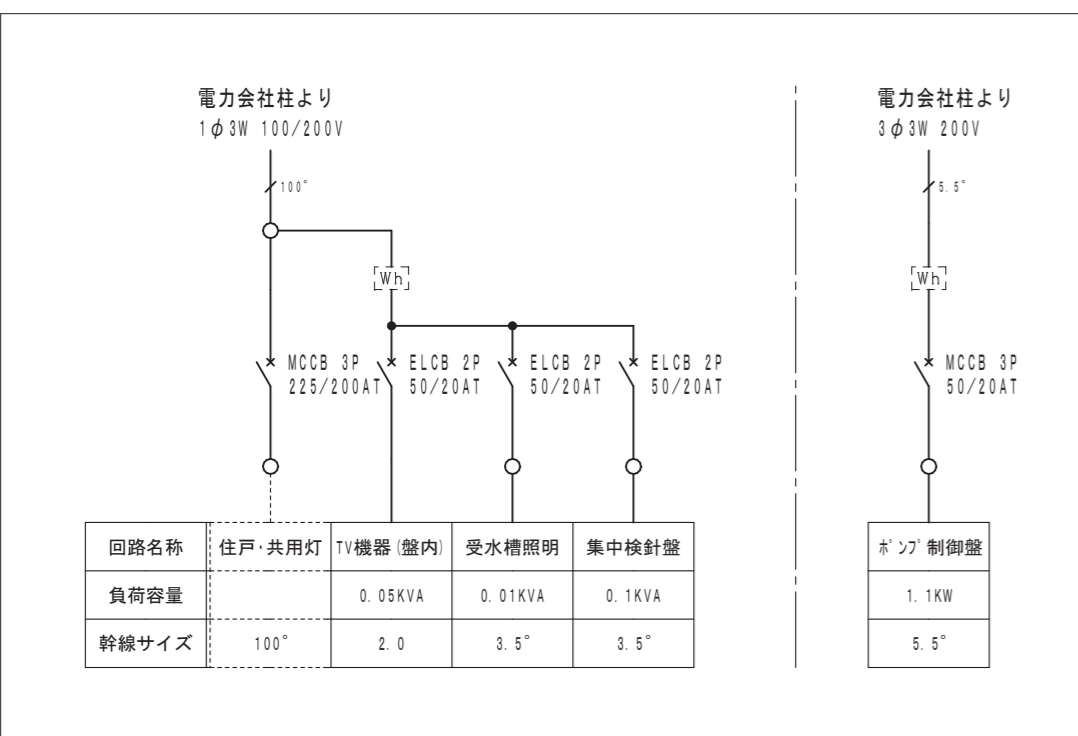 電力会社柱より
1φ3W 100/200V
100°
Wh
MCCB 3P
225/200AT
ELCB 2P
50/20AT
ELCB 2P
50/20AT
ELCB 2P
50/20AT
回路名称 住戸・共用灯 TV機器(盤内) 受水槽照明 集中検針盤
負荷容量 0.05KVA 0.01KVA 0.1KVA
幹線サイズ 100° 2.0 3.5° 3.5°
電力会社柱より
3φ3W 200V
5.5°
Wh
MCCB 3P
50/20AT
ﾎﾟﾝﾌﾟ制御盤
1.1KW
5.5°